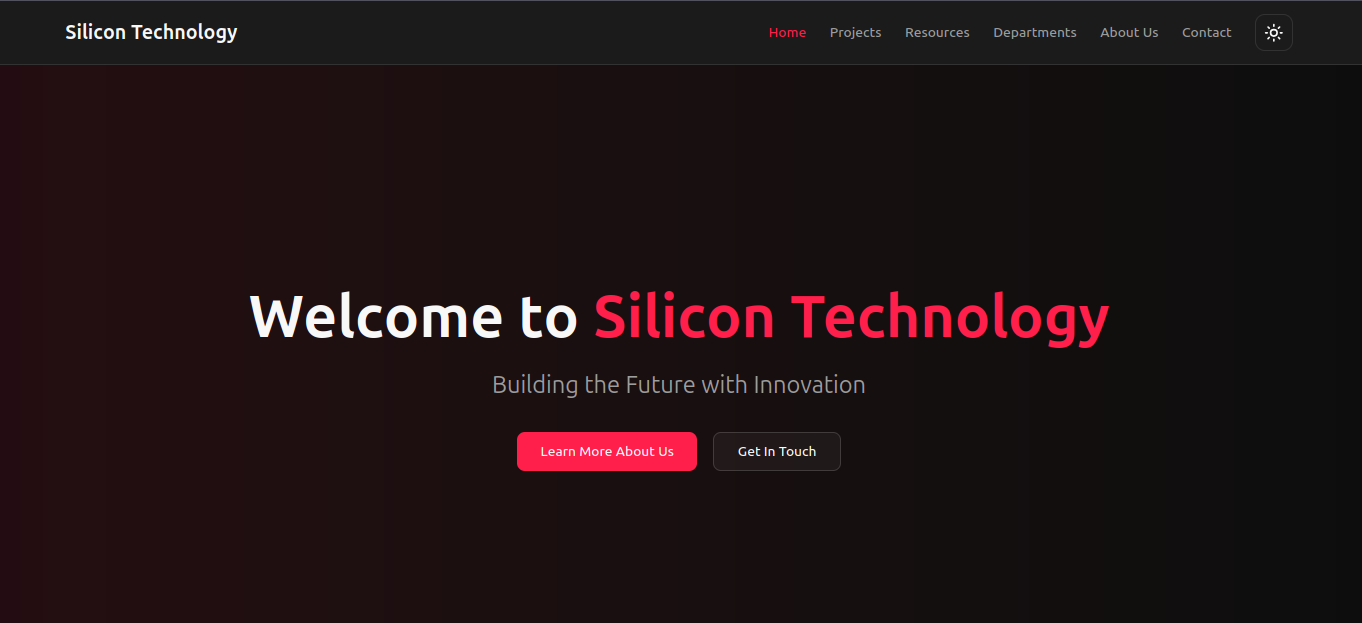 Silicon Technology
Home Projects Resources Departments About Us Contact
Welcome to Silicon Technology
Building the Future with Innovation
Learn More About Us
Get In Touch